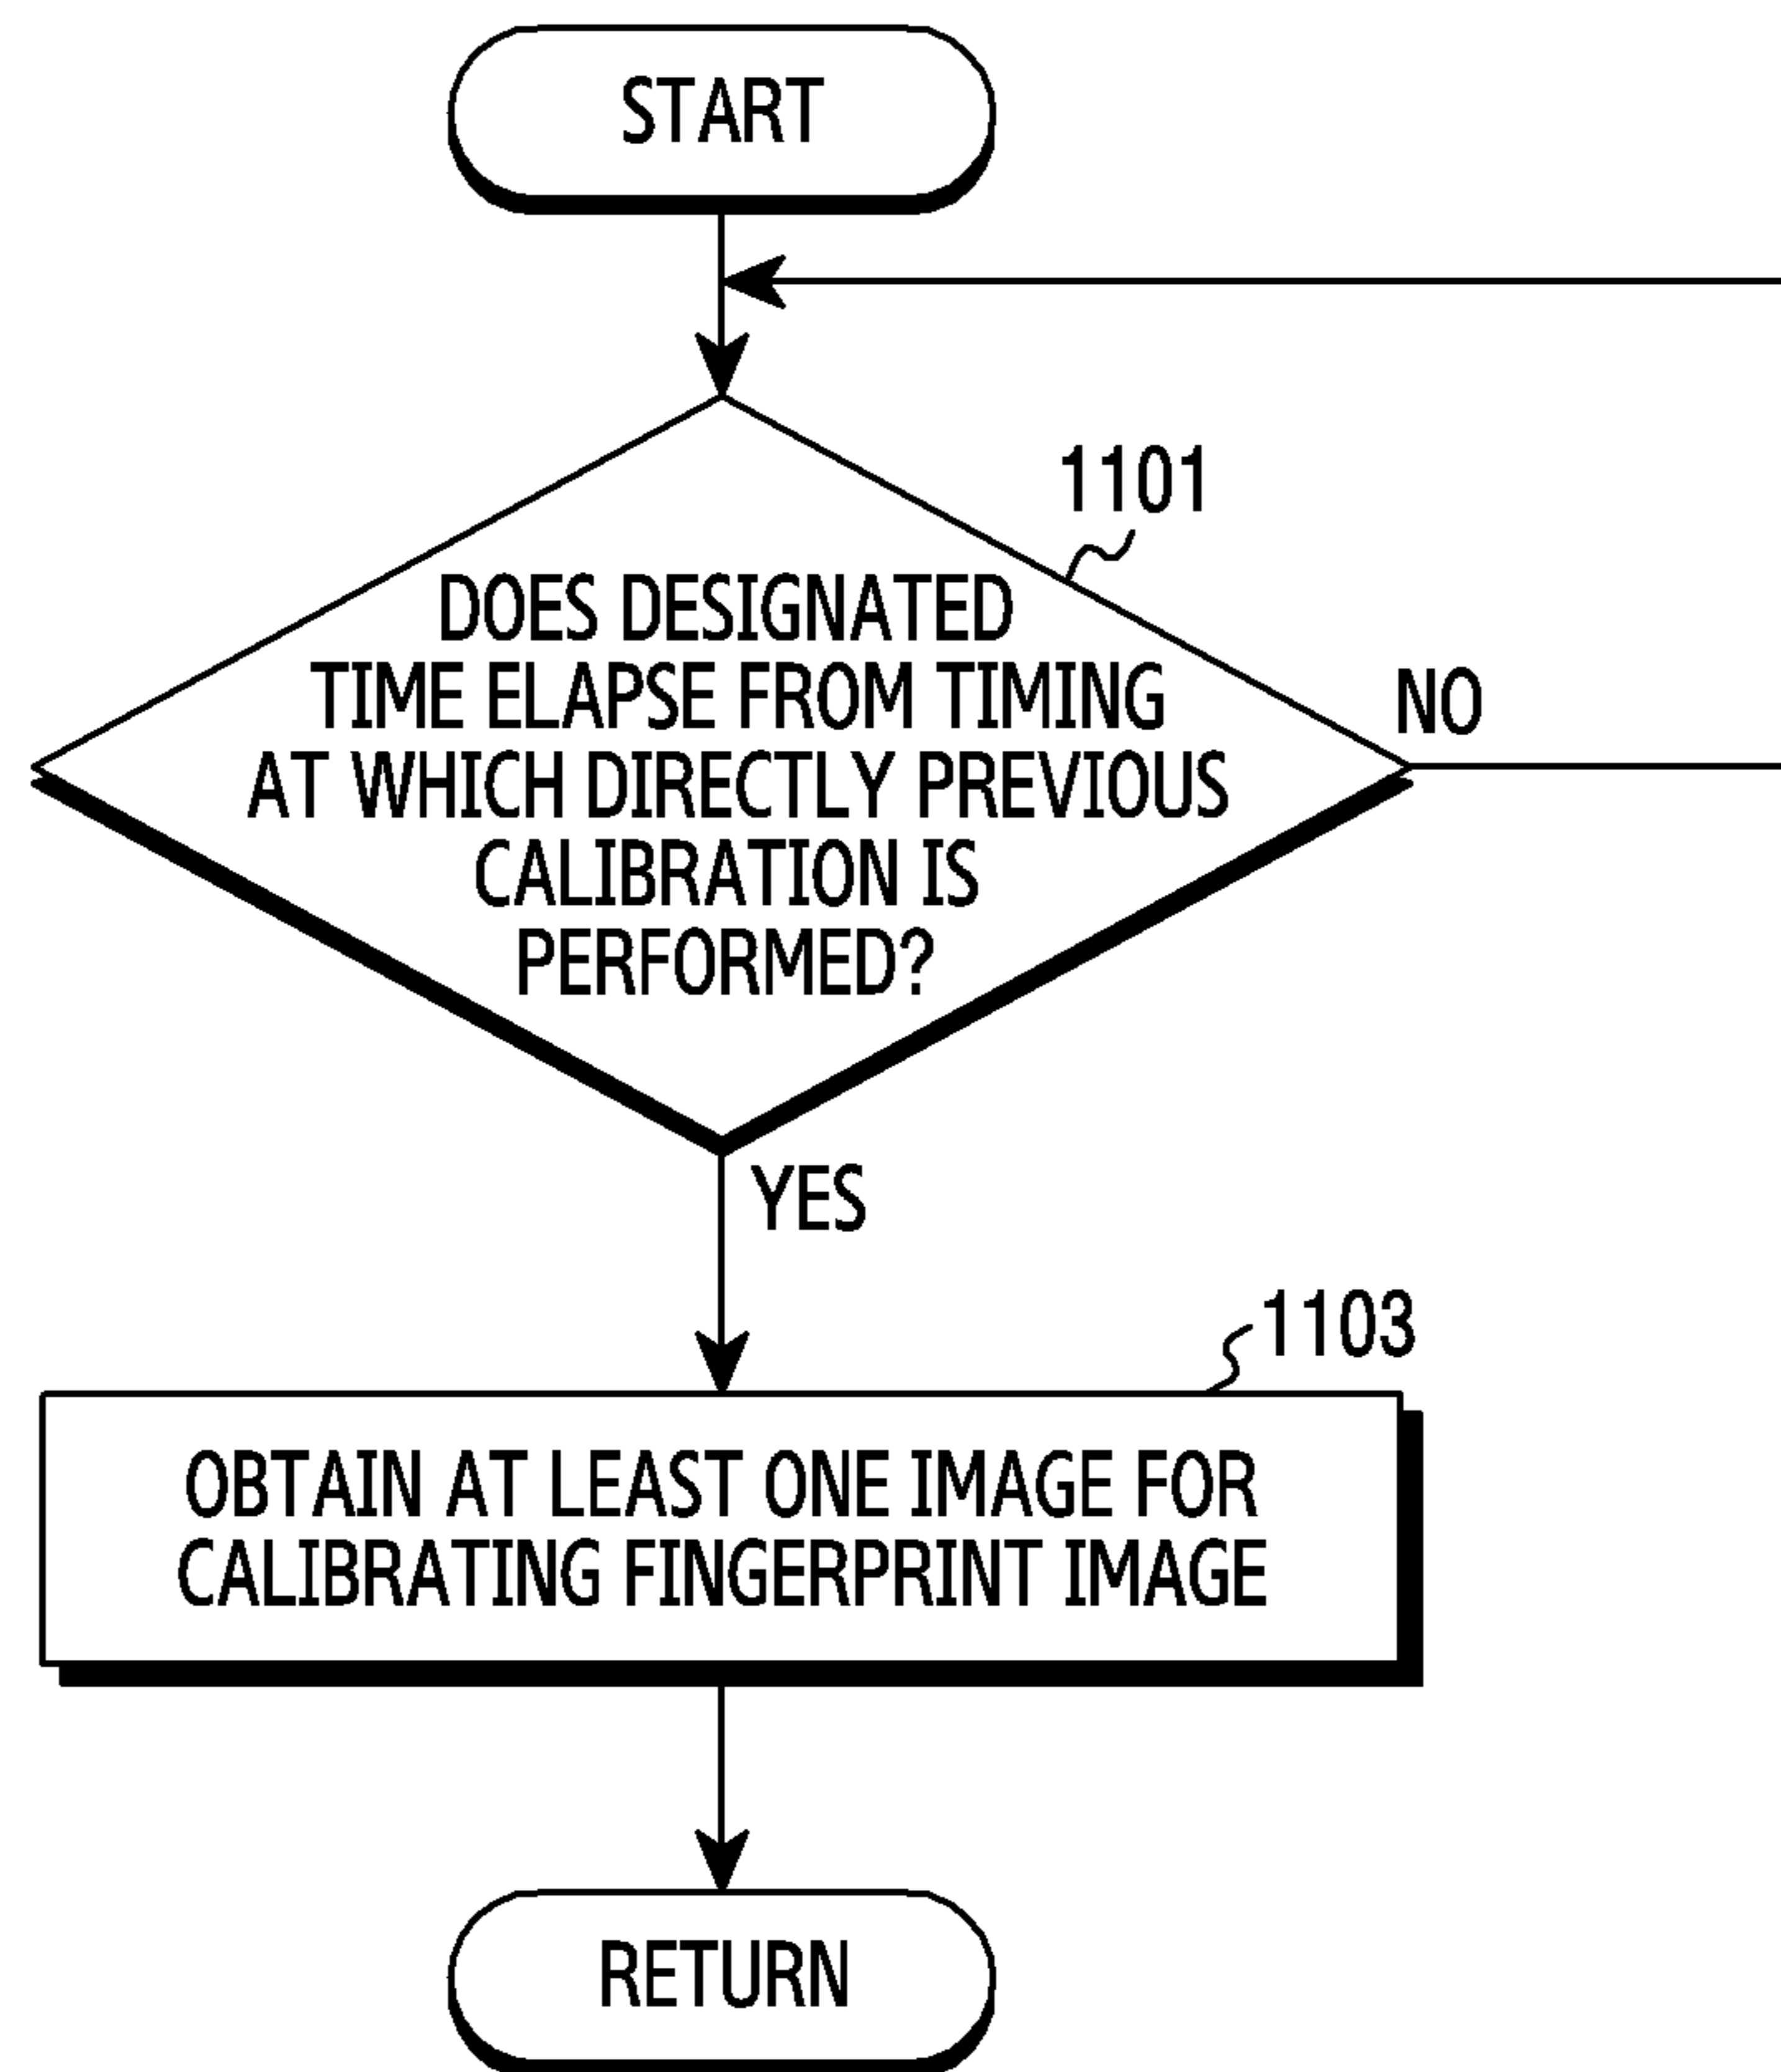 START
1101
DOES DESIGNATED
TIME ELAPSE FROM TIMING
AT WHICH DIRECTLY PREVIOUS
CALIBRATION IS
PERFORMED?
NO
YES
1103
OBTAIN AT LEAST ONE IMAGE FOR
CALIBRATING FINGERPRINT IMAGE
RETURN